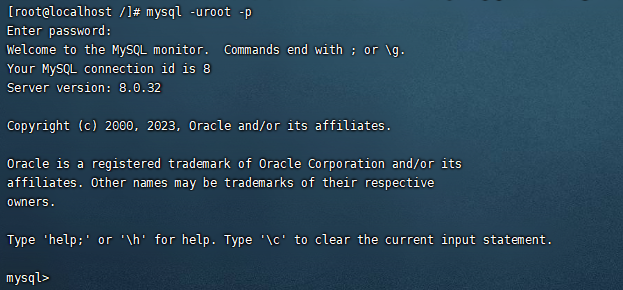 [root@localhost /]# mysql -uroot -p
Enter password:
Welcome to the MySQL monitor.  Commands end with ; or \g.
Your MySQL connection id is 8
Server version: 8.0.32
Copyright (c) 2000, 2023, Oracle and/or its affiliates.
Oracle is a registered trademark of Oracle Corporation and/or its
affiliates. Other names may be trademarks of their respective
owners.
Type 'help;' or '\h' for help. Type '\c' to clear the current input statement.
mysql>